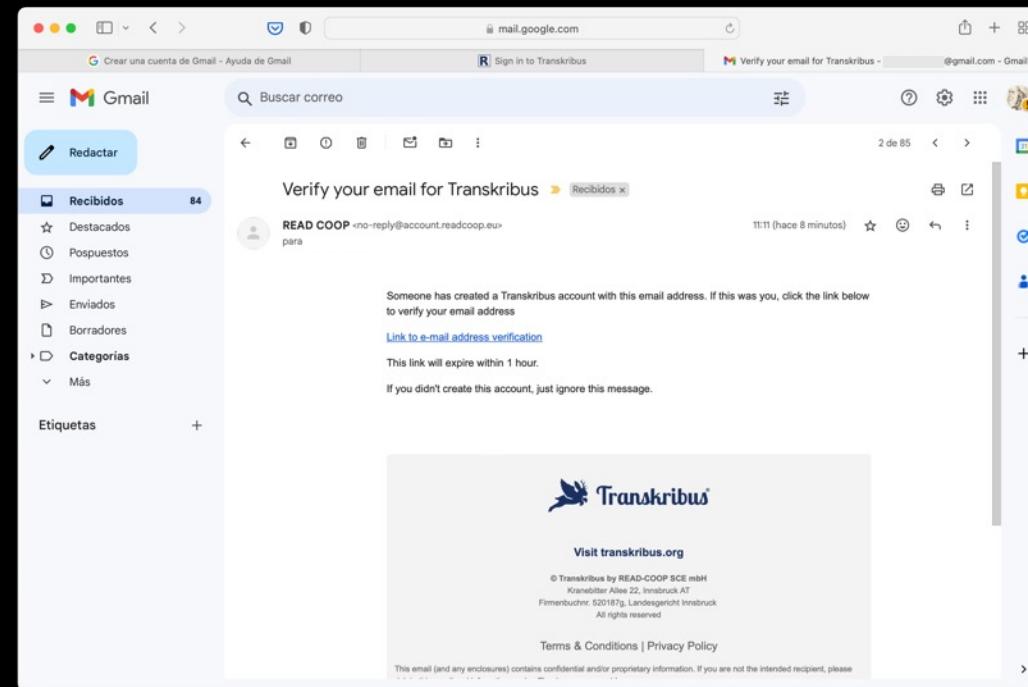 mail.google.com
Crear una cuenta de Gmail - Ayuda de Gmail
Sign in to Transkribus
Verify your email for Transkribus - @gmail.com - Gmail
Gmail
Buscar correo
Redactar
2 de 85
Recibidos 84
Destacados
Pospuestos
Importantes
Enviados
Borradores
Categorías
Más
Etiquetas
Verify your email for Transkribus Recibidos x
READ COOP <no-reply@account.readcoop.eu> 11:11 (hace 8 minutos)
para
Someone has created a Transkribus account with this email address. If this was you, click the link below
to verify your email address
Link to e-mail address verification
This link will expire within 1 hour.
If you didn't create this account, just ignore this message.
Transkribus
Visit transkribus.org
© Transkribus by READ-COOP SCE mbH
Kranebitter Allee 22, Innsbruck AT
Firmenbuchnr. 520187g, Landesgericht Innsbruck
All rights reserved
Terms & Conditions | Privacy Policy
This email (and any enclosures) contains confidential and/or proprietary information. If you are not the intended recipient, please